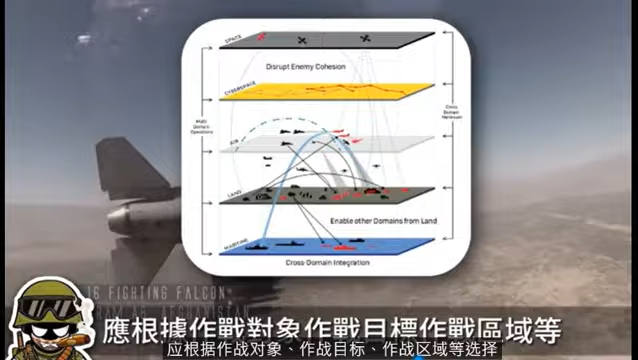 SPACE
Disrupt Enemy Cohesion
CYBERSPACE
Multi
Domain
Operations
Cross
Domain
Maneuver
AIR
LAND
Enable other Domains from Land
MARITIME
Cross-Domain Integration
16 FIGHTING FALCON
AFGHANISTAN
應根據作戰對象作戰目標作戰區域等
应根据作战对象、作战目标、作战区域等选择